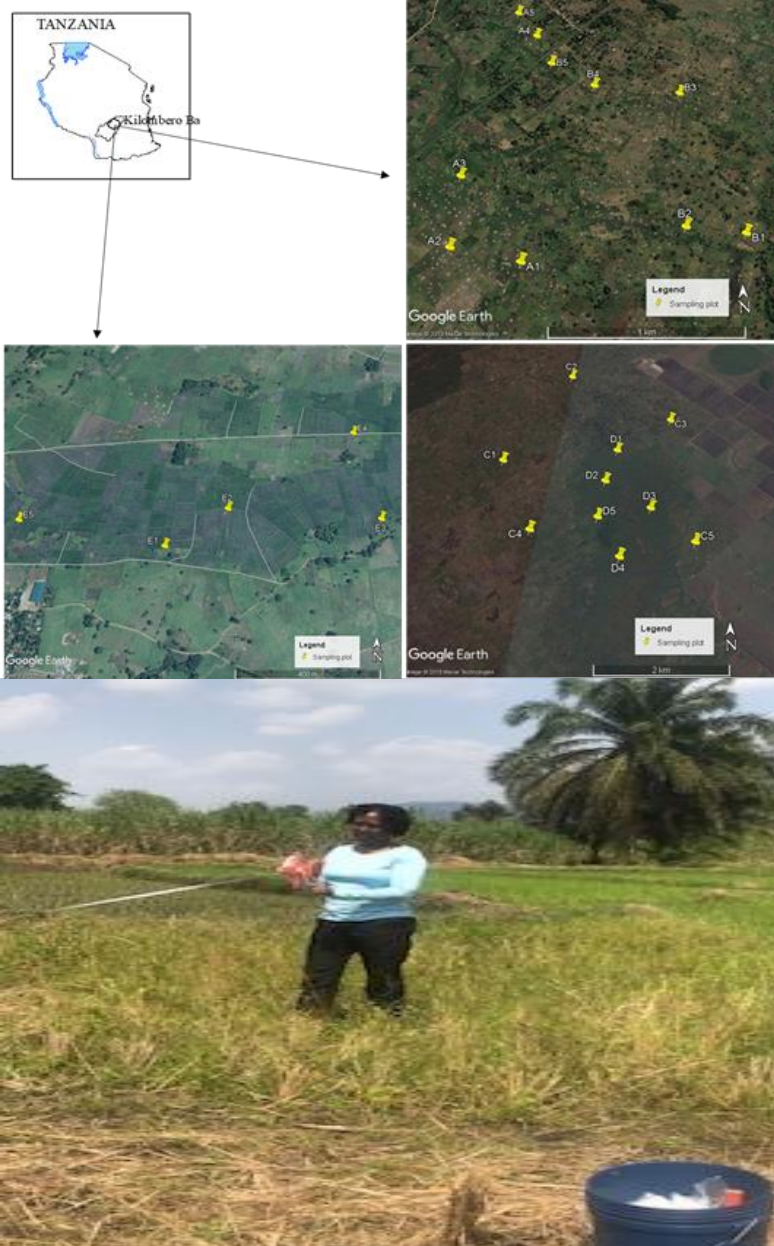 TANZANIA
Kilombero Ba
A5
A4
B5
B4
B3
A3
B2
B1
A2
A1
Legend
Sampling plot
N
Google Earth
1 km
E4
E5
E2
E3
E1
Legend
Sampling plot
N
Google Earth
400 m
C2
C3
C1
D1
D2
D3
D5
C4
C5
D4
Legend
Sampling plot
N
Google Earth
2 km